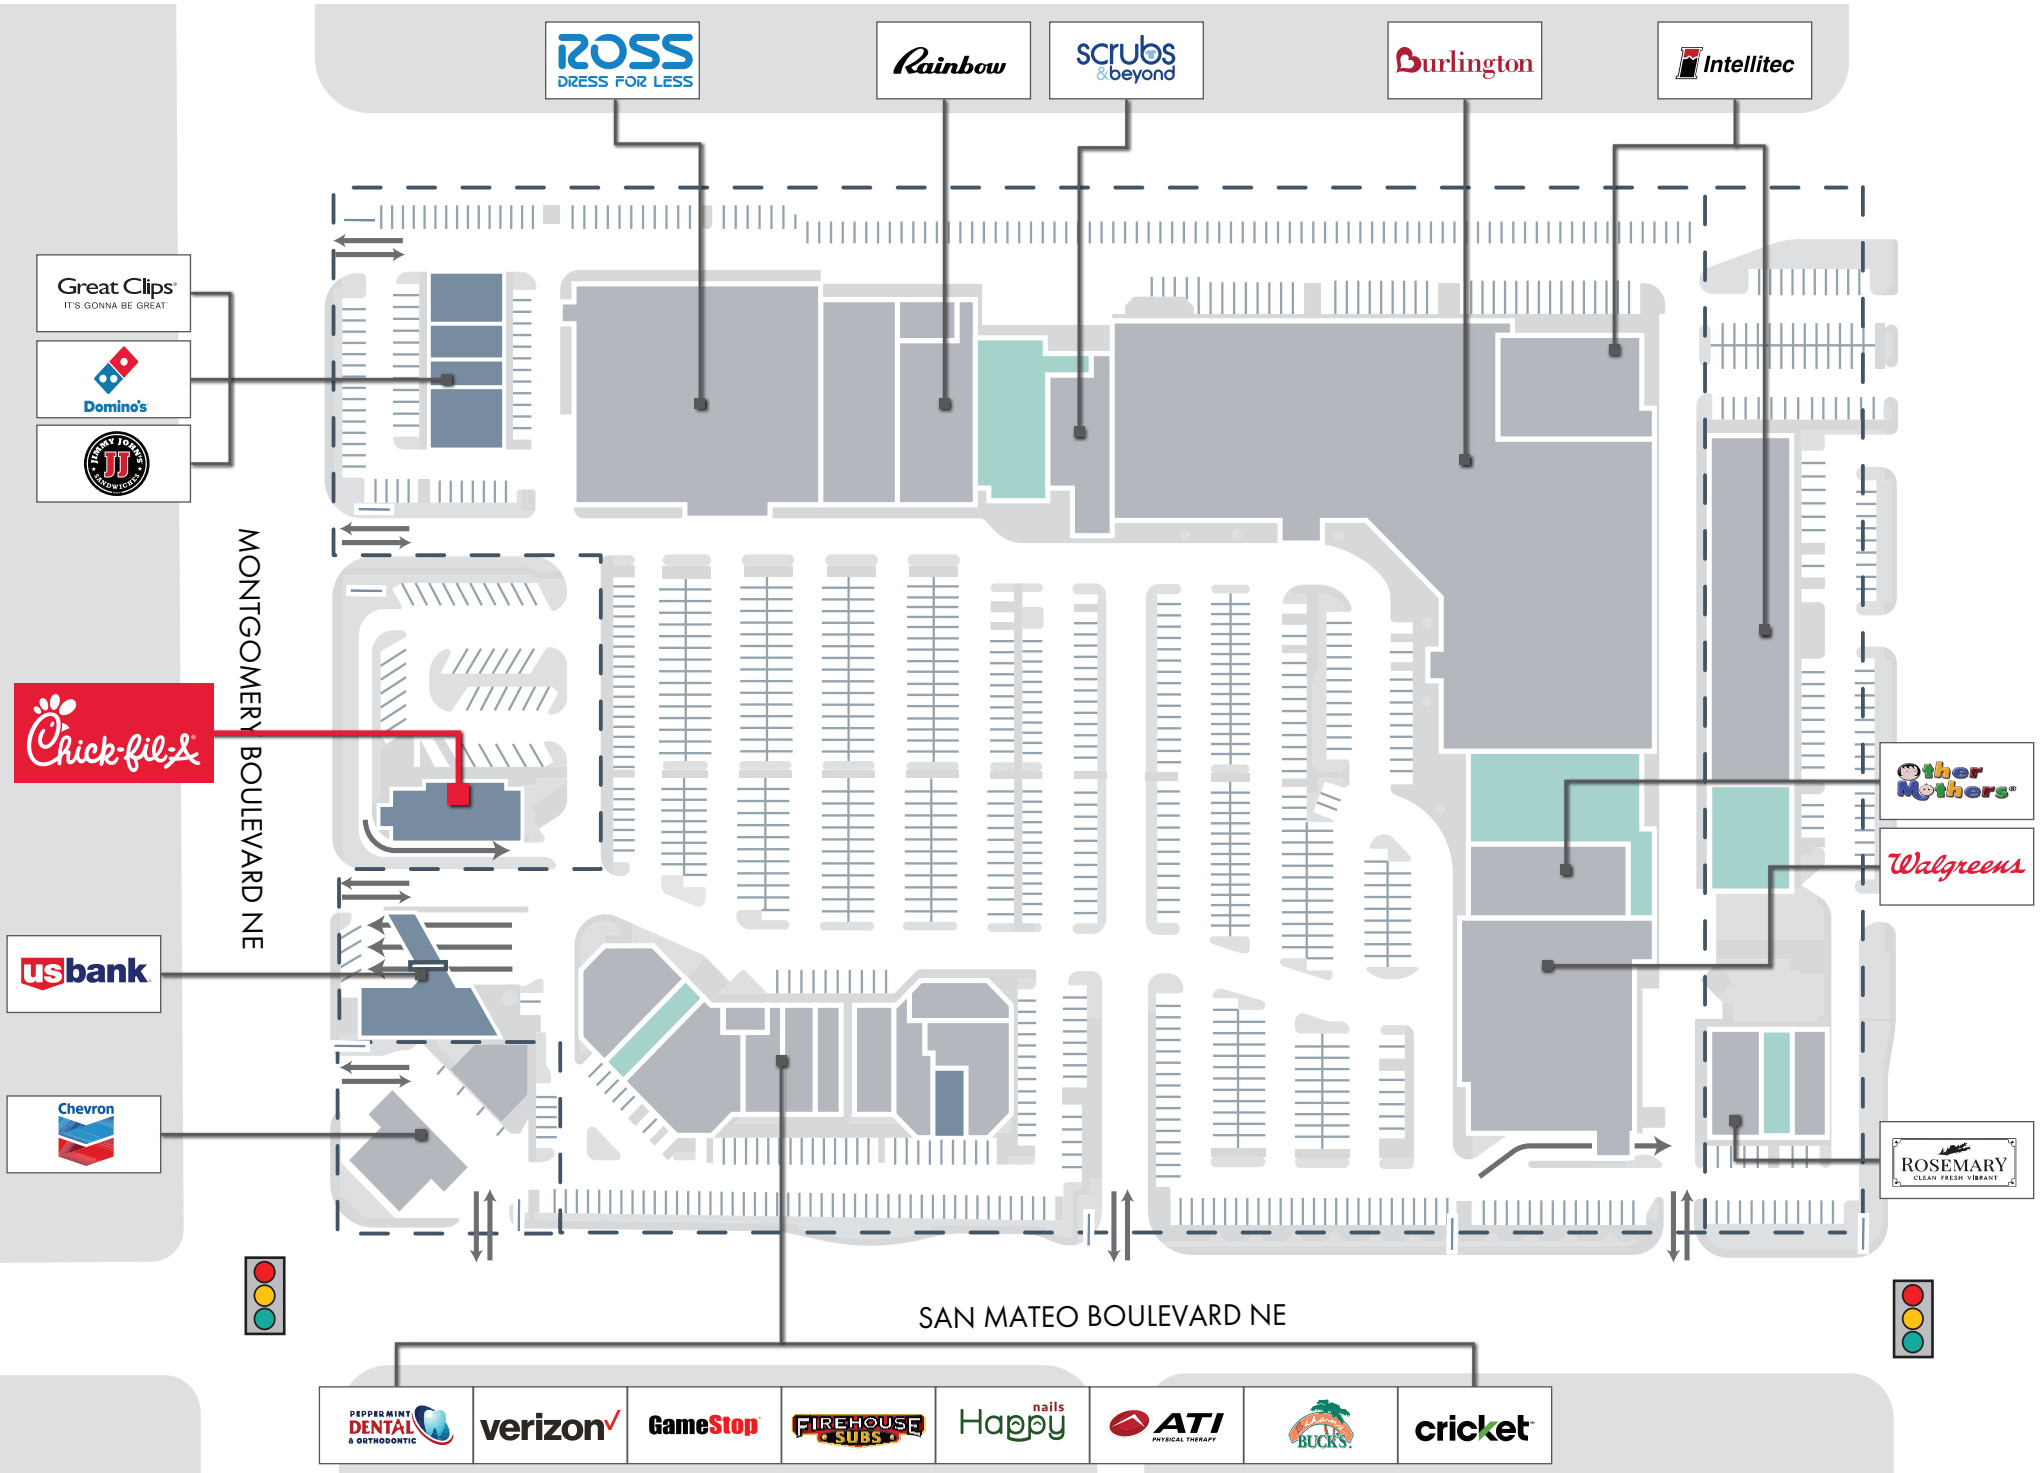 ROSS
DRESS FOR LESS
Rainbow
scrubs
&beyond
Burlington
Intellitec
Great Clips®
IT'S GONNA BE GREAT
Domino's
JIMMY JOHN'S
JJ
SANDWICHES
MONTGOMERY BOULEVARD NE
Chick-fil-A
usbank
Chevron
Other
Mothers®
Walgreens
ROSEMARY
CLEAN FRESH VIBRANT
SAN MATEO BOULEVARD NE
PEPPERMINT
DENTAL
& ORTHODONTIC
verizon
GameStop
FIREHOUSE
SUBS
nails
Happy
ATI
PHYSICAL THERAPY
Bahama
BUCK'S
cricket